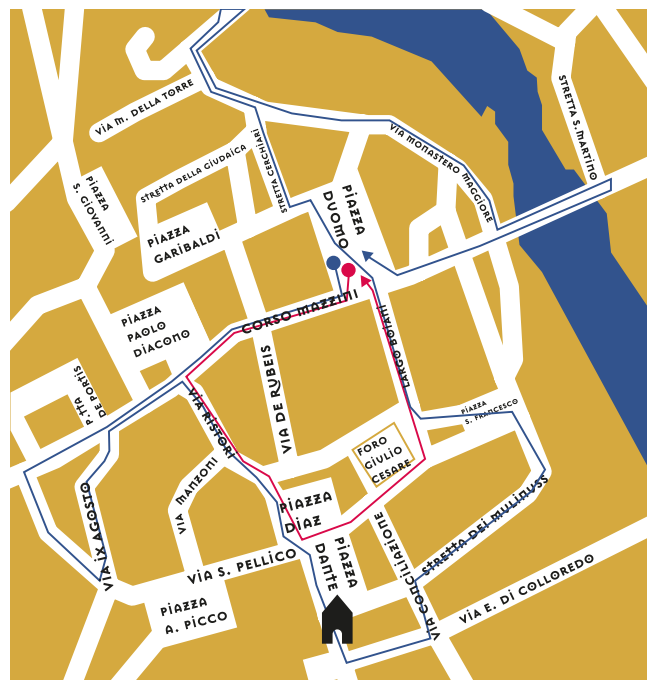 VIA M. DELLA TORRE
STRETTA S. MARTINO
STRETTA CERCHIARI
VIA MONASTERO MAGGIORE
STRETTA DELLA GIUDAICA
PIAZZA
S. GIOVANNI
PIAZZA
DUOMO
PIAZZA
GARIBALDI
CORSO MAZZINI
PIAZZA
PAOLO
DIACONO
LARGO BOIANI
VIA DE RUBEIS
P.TTA
DE PORTIS
VIA RISTORI
PIAZZA
S. FRANCESCO
FORO
GIULIO
CESARE
VIA MANZONI
VIA IX AGOSTO
PIAZZA
DIAZ
STRETTA DEI MULINUSS
VIA CONCILIAZIONE
PIAZZA
DANTE
VIA S. PELLICO
VIA E. DI COLLOREDO
PIAZZA
A. PICCO